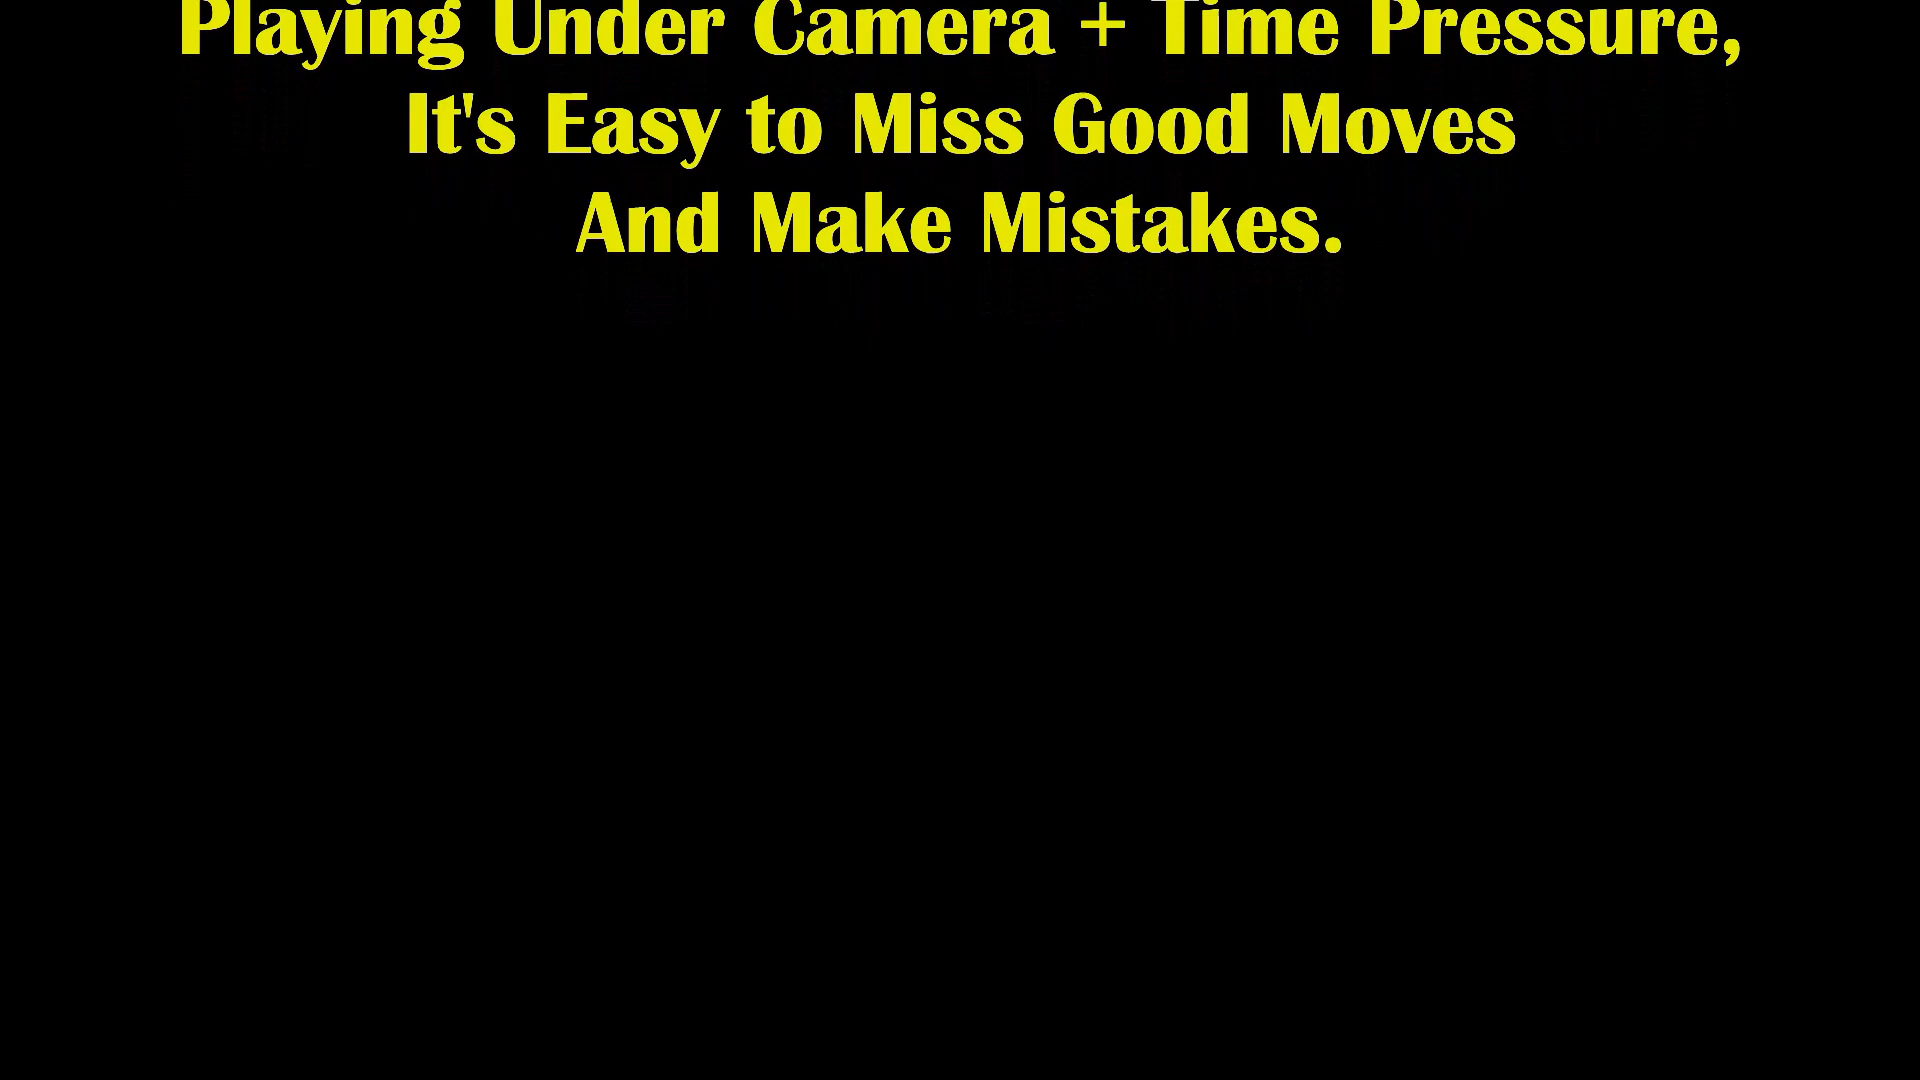 Playing Under Camera + Time Pressure,
It's Easy to Miss Good Moves
And Make Mistakes.